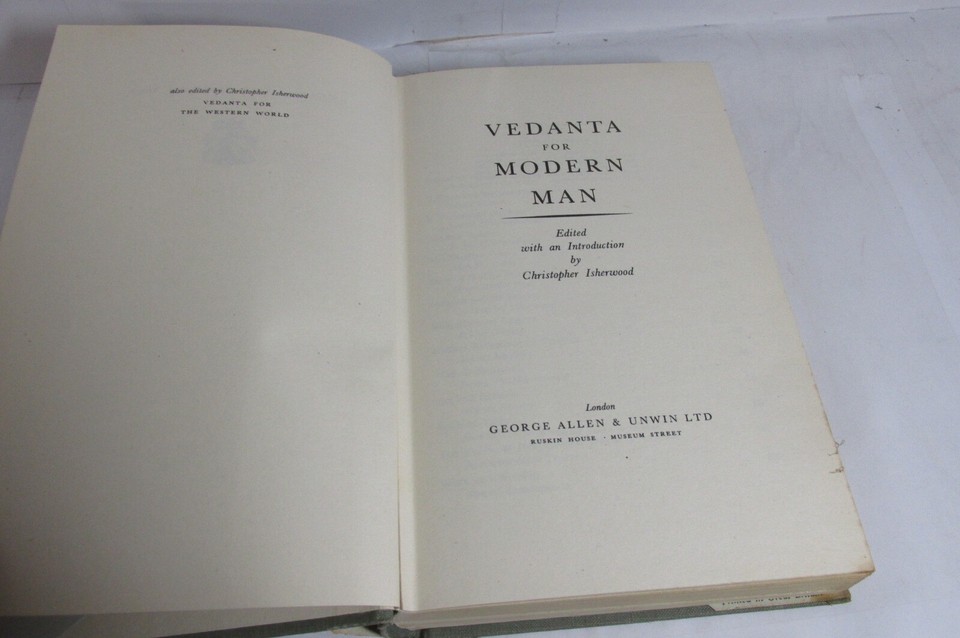 also edited by Christopher Isherwood
VEDANTA FOR
THE WESTERN WORLD
VEDANTA
FOR
MODERN
MAN
Edited
with an Introduction
by
Christopher Isherwood
London
GEORGE ALLEN & UNWIN LTD
RUSKIN HOUSE · MUSEUM STREET